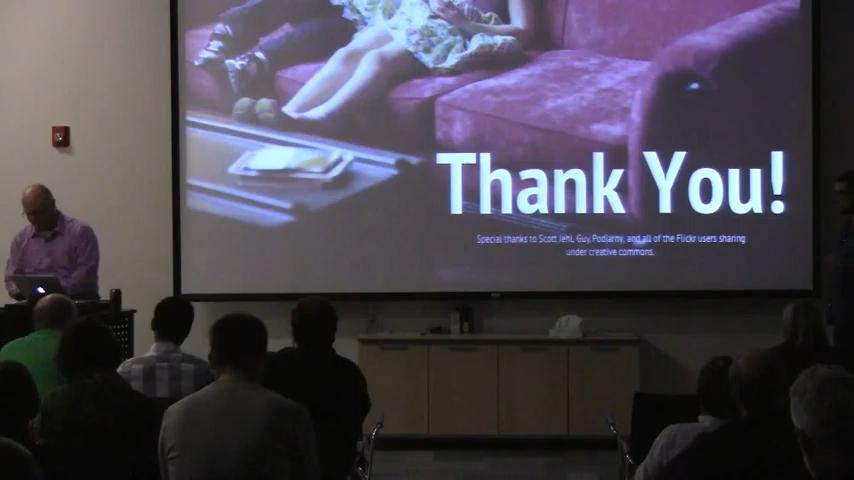 Thank You!
Special thanks to Scott Jehl, Guy Podjarny, and all of the Flickr users sharing
under creative commons.